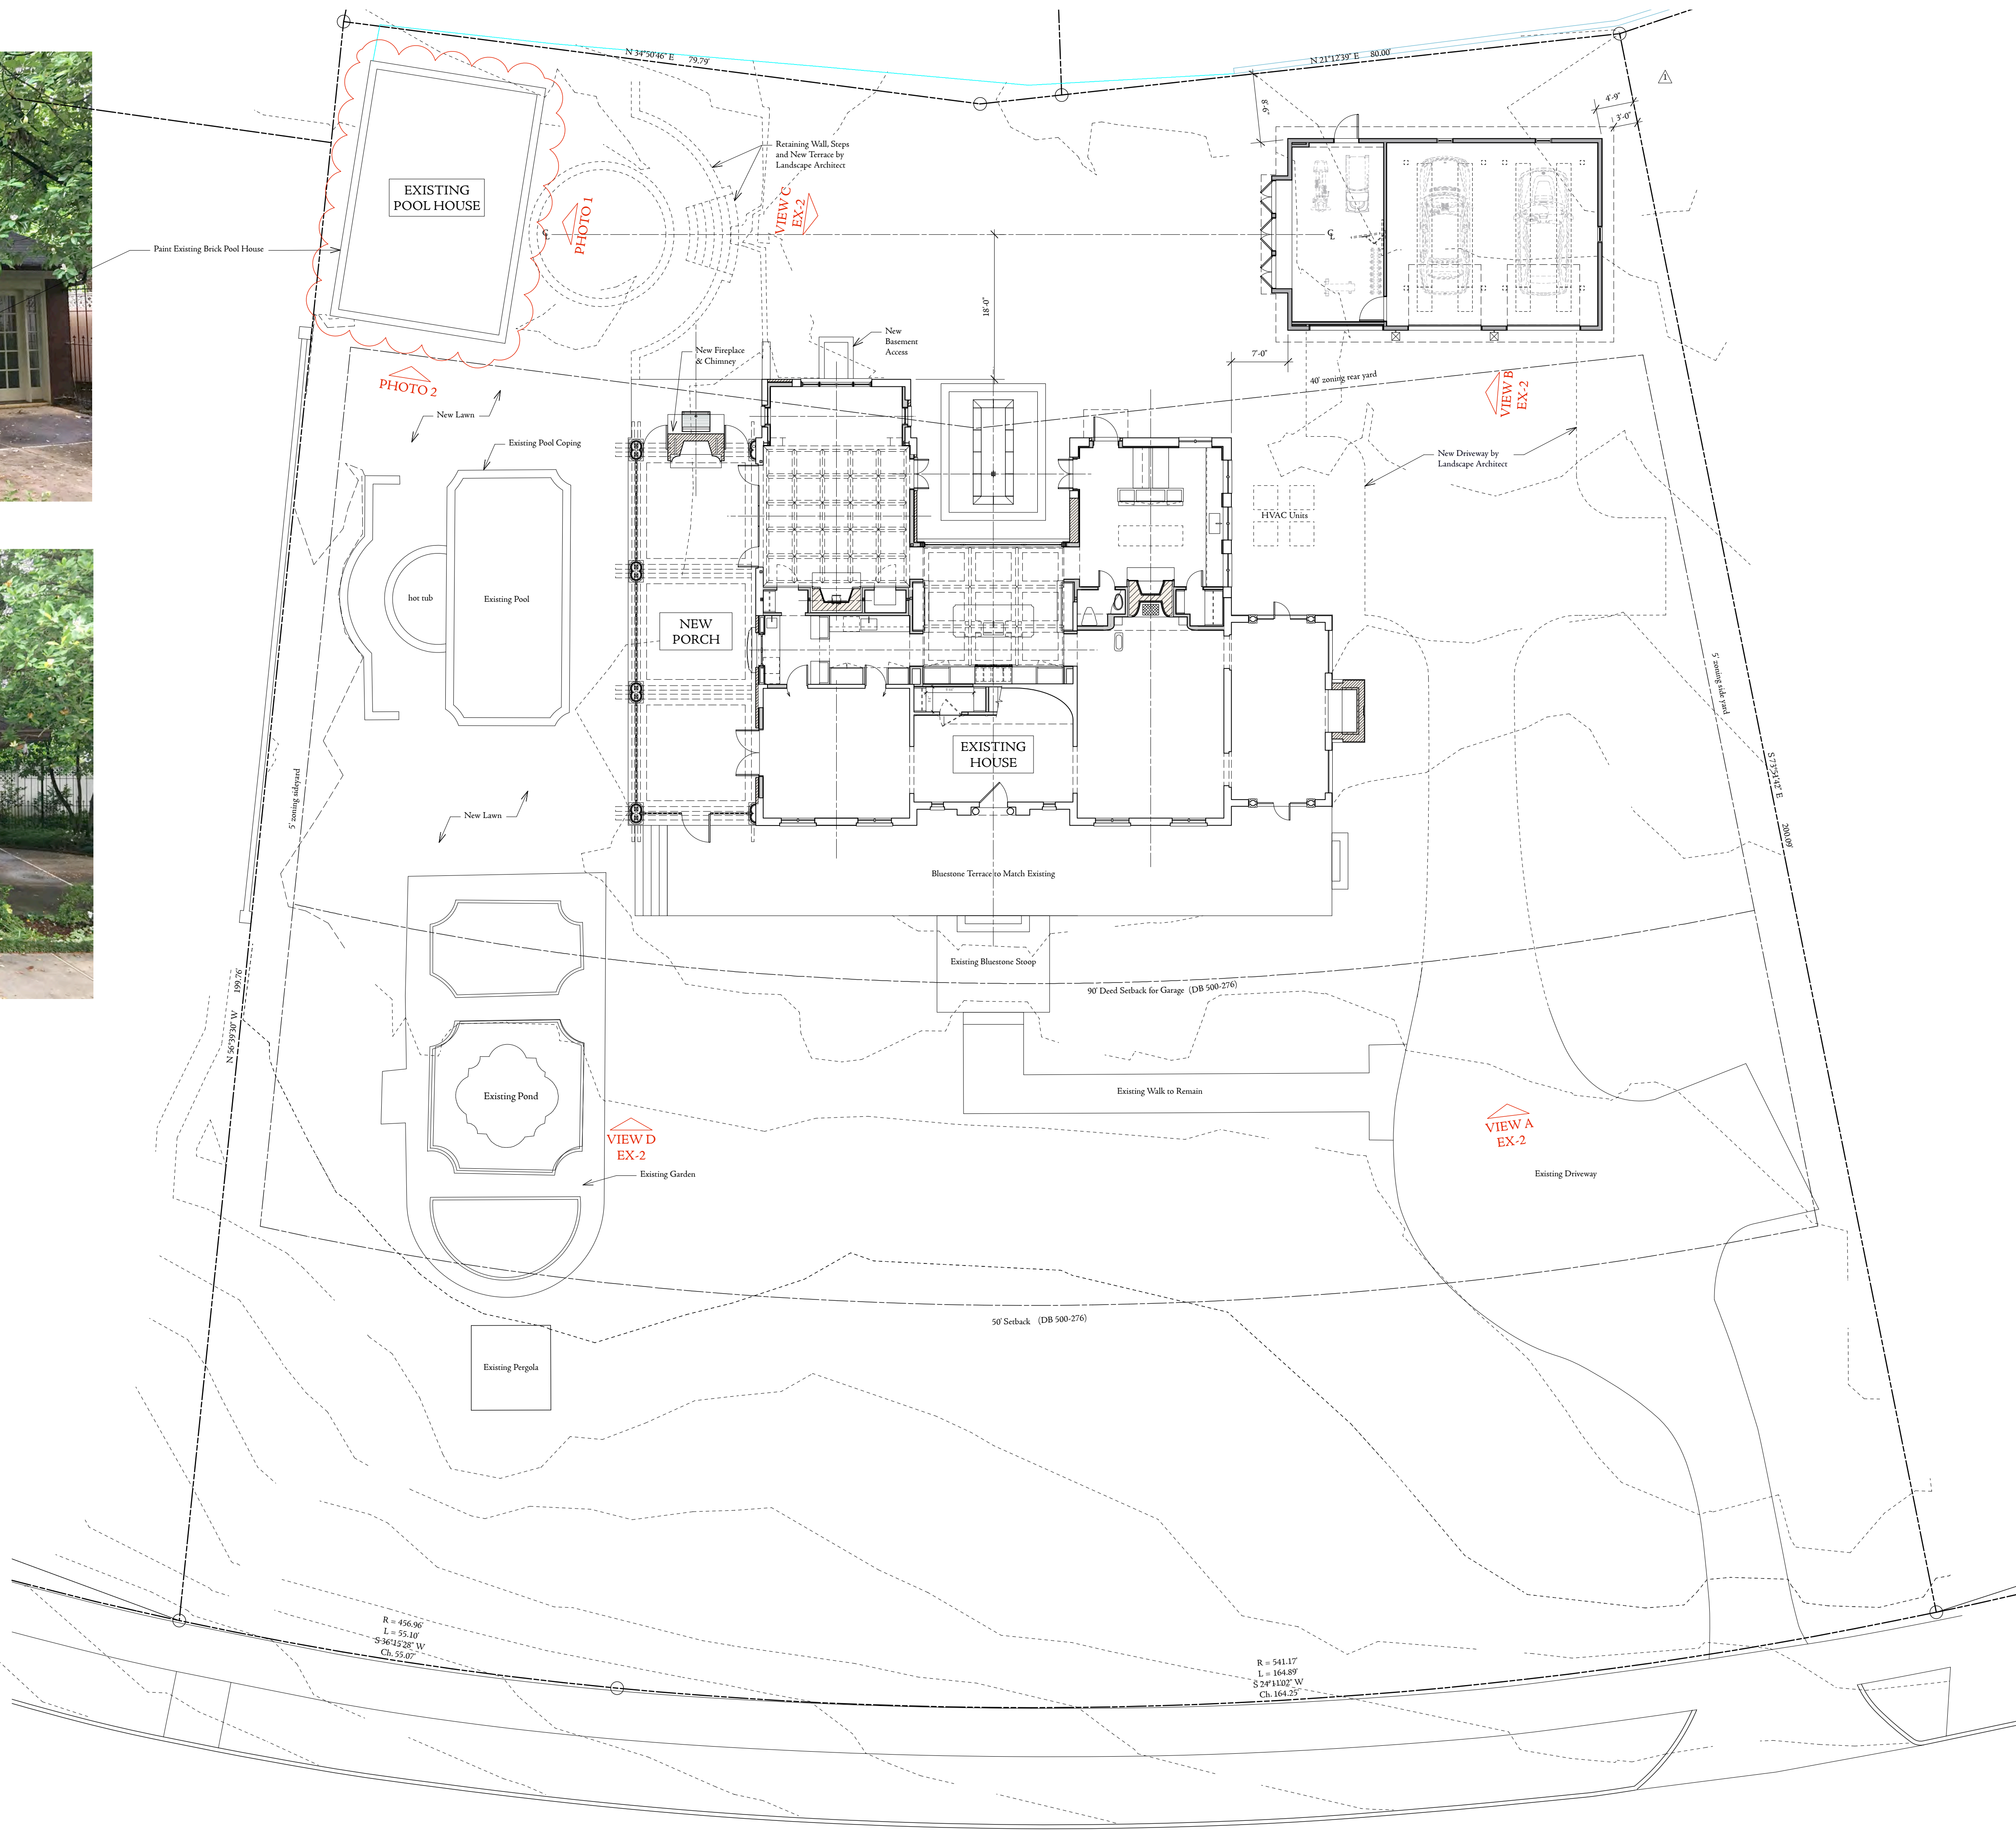 N 34°50'46" E 79.79'
N 21°12'39" E 80.00'
1
4'-9"
3'-0"
8'-6"
Retaining Wall, Steps
and New Terrace by
Landscape Architect
EXISTING
POOL HOUSE
PHOTO 1
VIEW C
EX-2
Paint Existing Brick Pool House
CL
CL
18'-0"
New
Basement
Access
New Fireplace
& Chimney
7'-0"
PHOTO 2
40' zoning rear yard
VIEW B
EX-2
New Lawn
Existing Pool Coping
New Driveway by
Landscape Architect
HVAC Units
hot tub
Existing Pool
NEW
PORCH
5' zoning side yard
EXISTING
HOUSE
S 73°51'42" E 200.09'
5' zoning sideyard
New Lawn
Bluestone Terrace to Match Existing
Existing Bluestone Stoop
90' Deed Setback for Garage (DB 500-276)
N 56°39'30" W 199.76'
Existing Pond
Existing Walk to Remain
VIEW D
EX-2
VIEW A
EX-2
Existing Garden
Existing Driveway
50' Setback (DB 500-276)
Existing Pergola
R = 456.96'
L = 55.10'
S 36°15'28" W
Ch. 55.07'
R = 541.17'
L = 164.89'
S 24°11'02" W
Ch. 164.25'